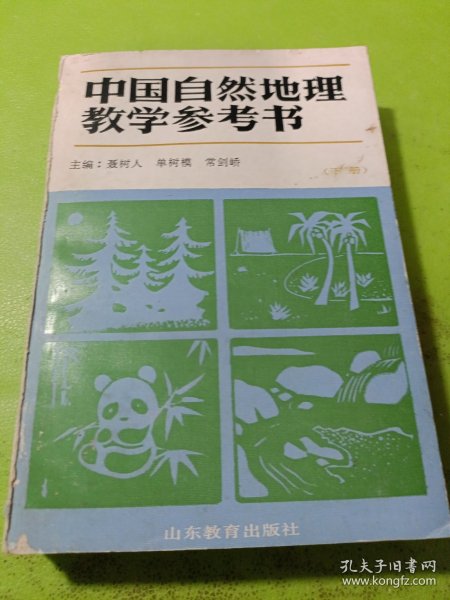 中国自然地理
教学参考书
主编：聂树人 单树模 常剑峤
（下册）
山东教育出版社
孔夫子旧书网
www.kongfz.com